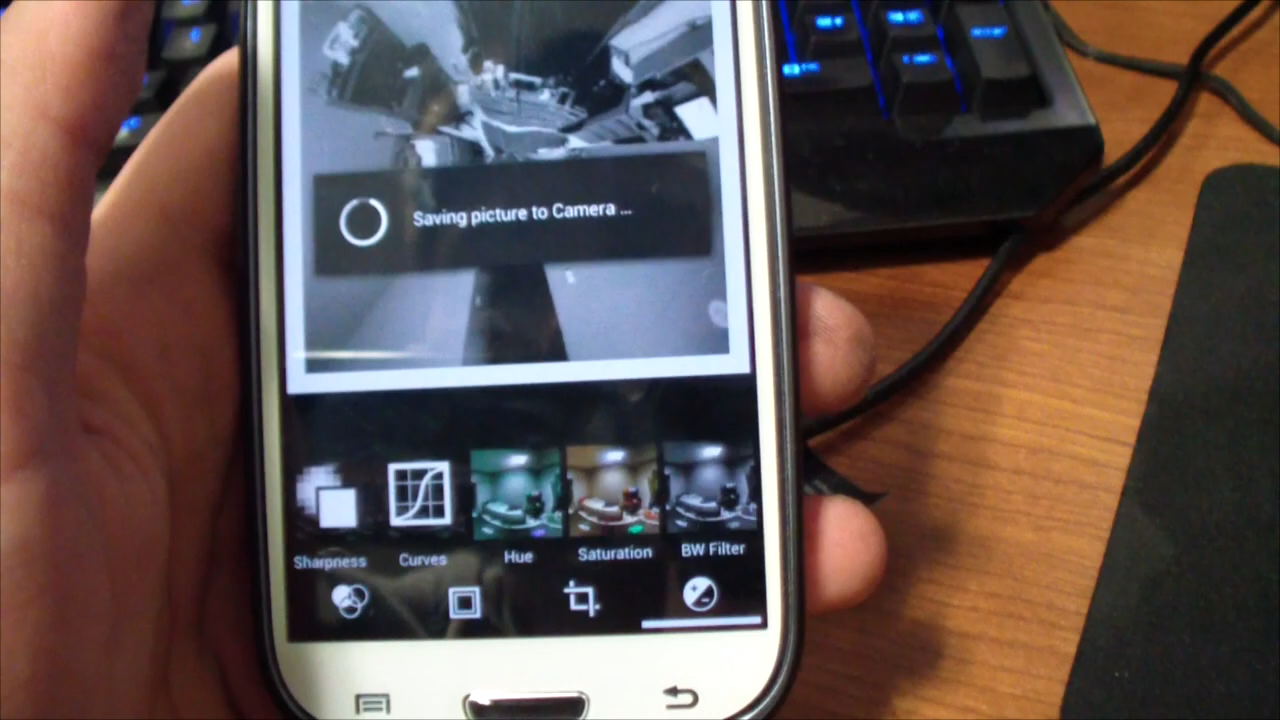 Saving picture to Camera ...
Sharpness
Curves
Hue
Saturation
BW Filter